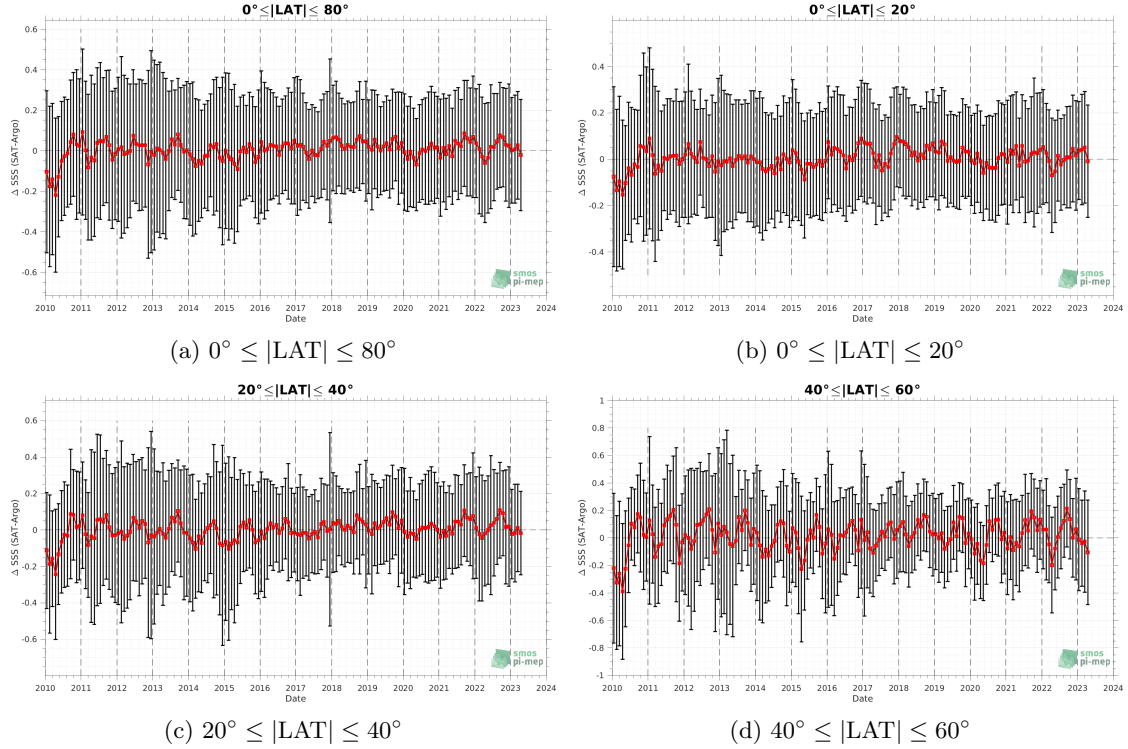 0°≤|LAT|≤ 80°
Δ SSS (SAT-Argo)
0.6
0.4
0.2
0
-0.2
-0.4
-0.6
2010 2011 2012 2013 2014 2015 2016 2017 2018 2019 2020 2021 2022 2023 2024
Date
smos
pi-mep
(a) 0° ≤ |LAT| ≤ 80°
0°≤|LAT|≤ 20°
Δ SSS (SAT-Argo)
0.4
0.2
0
-0.2
-0.4
2010 2011 2012 2013 2014 2015 2016 2017 2018 2019 2020 2021 2022 2023 2024
Date
smos
pi-mep
(b) 0° ≤ |LAT| ≤ 20°
20°≤|LAT|≤ 40°
Δ SSS (SAT-Argo)
0.6
0.4
0.2
0
-0.2
-0.4
-0.6
2010 2011 2012 2013 2014 2015 2016 2017 2018 2019 2020 2021 2022 2023 2024
Date
smos
pi-mep
(c) 20° ≤ |LAT| ≤ 40°
40°≤|LAT|≤ 60°
Δ SSS (SAT-Argo)
1
0.8
0.6
0.4
0.2
0
-0.2
-0.4
-0.6
-0.8
-1
2010 2011 2012 2013 2014 2015 2016 2017 2018 2019 2020 2021 2022 2023 2024
Date
smos
pi-mep
(d) 40° ≤ |LAT| ≤ 60°